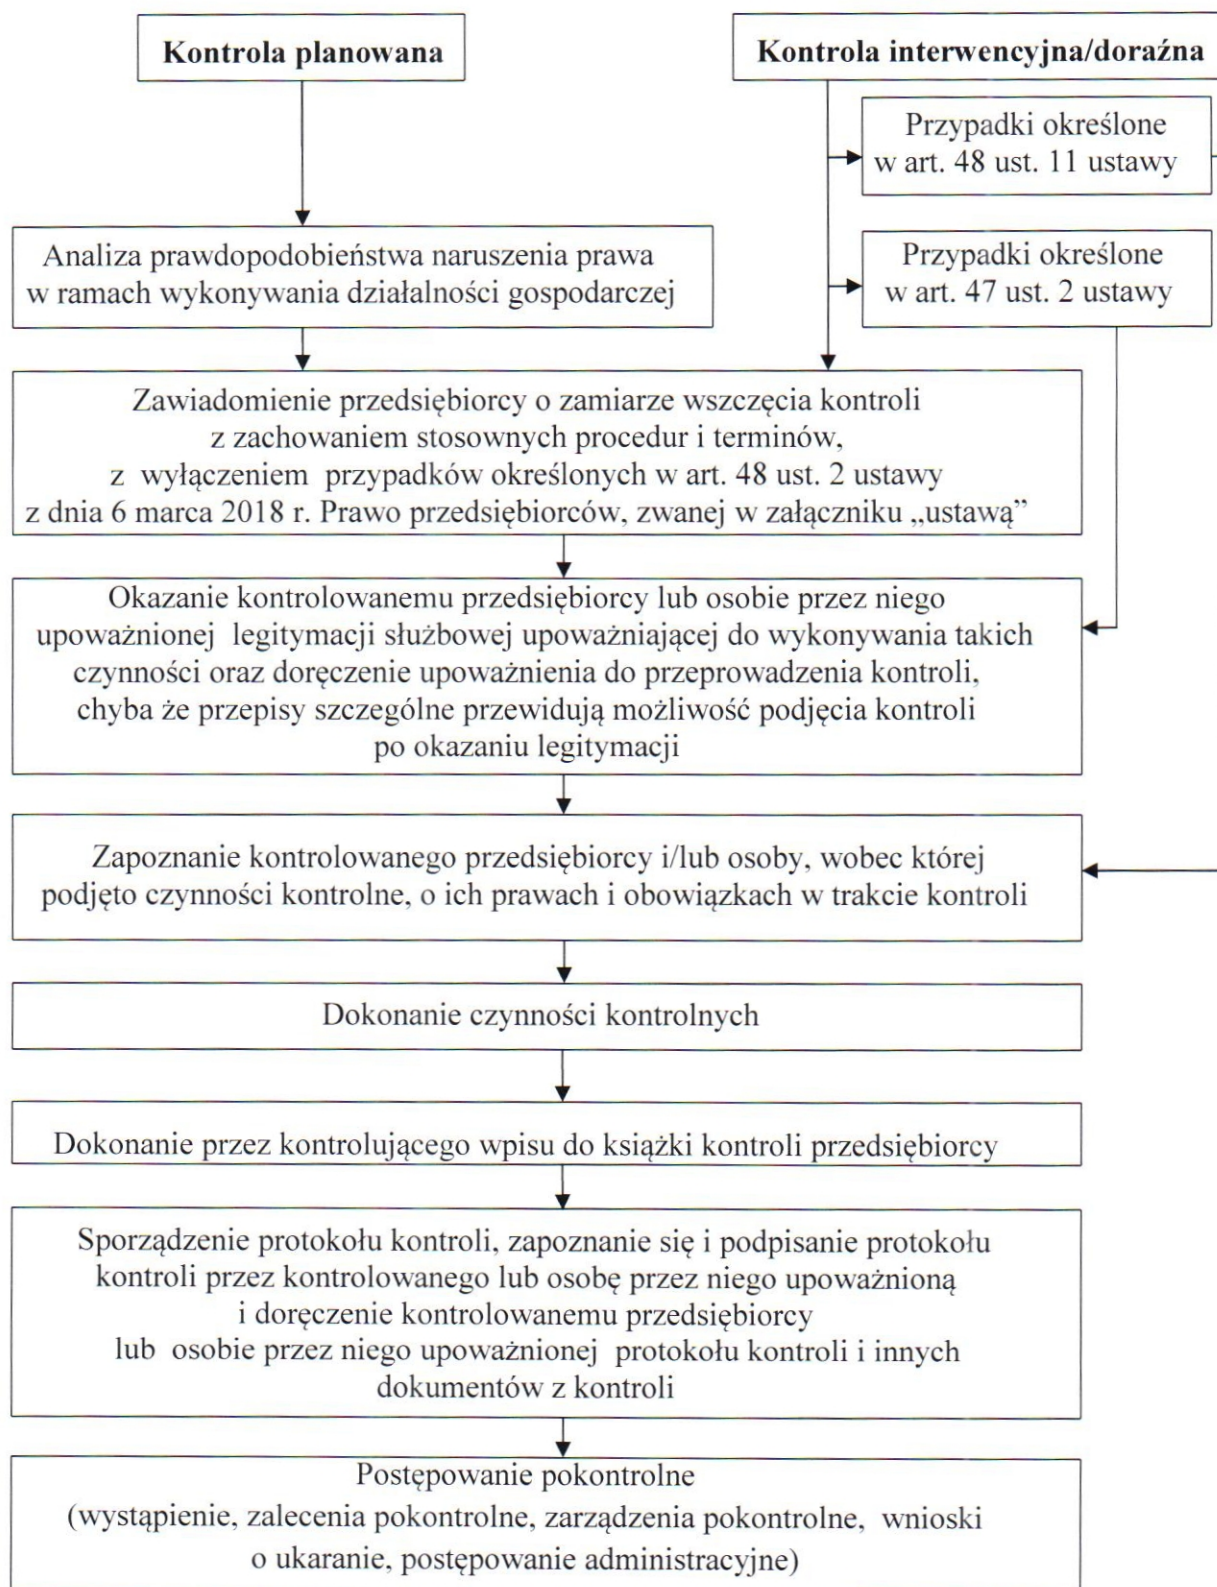 Kontrola planowana
Kontrola interwencyjna/doraźna
Przypadki określone
w art. 48 ust. 11 ustawy
Analiza prawdopodobieństwa naruszenia prawa
w ramach wykonywania działalności gospodarczej
Przypadki określone
w art. 47 ust. 2 ustawy
Zawiadomienie przedsiębiorcy o zamiarze wszczęcia kontroli
z zachowaniem stosownych procedur i terminów,
z wyłączeniem przypadków określonych w art. 48 ust. 2 ustawy
z dnia 6 marca 2018 r. Prawo przedsiębiorców, zwanej w załączniku „ustawą”
Okazanie kontrolowanemu przedsiębiorcy lub osobie przez niego
upoważnionej legitymacji służbowej upoważniającej do wykonywania takich
czynności oraz doręczenie upoważnienia do przeprowadzenia kontroli,
chyba że przepisy szczególne przewidują możliwość podjęcia kontroli
po okazaniu legitymacji
Zapoznanie kontrolowanego przedsiębiorcy i/lub osoby, wobec której
podjęto czynności kontrolne, o ich prawach i obowiązkach w trakcie kontroli
Dokonanie czynności kontrolnych
Dokonanie przez kontrolującego wpisu do książki kontroli przedsiębiorcy
Sporządzenie protokołu kontroli, zapoznanie się i podpisanie protokołu
kontroli przez kontrolowanego lub osobę przez niego upoważnioną
i doręczenie kontrolowanemu przedsiębiorcy
lub osobie przez niego upoważnionej protokołu kontroli i innych
dokumentów z kontroli
Postępowanie pokontrolne
(wystąpienie, zalecenia pokontrolne, zarządzenia pokontrolne, wnioski
o ukaranie, postępowanie administracyjne)